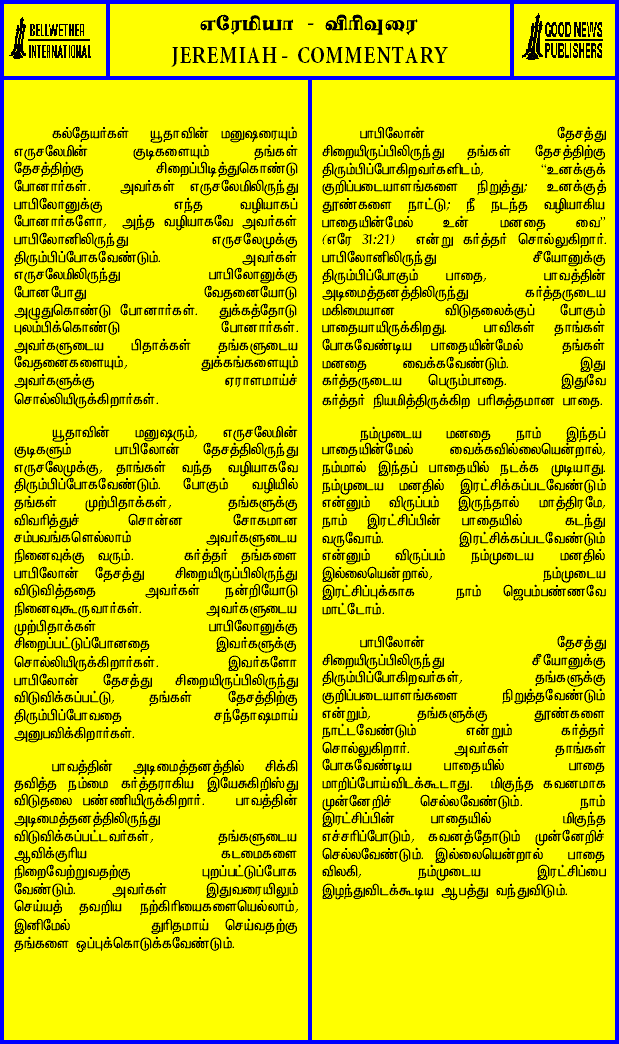 BELLWETHER
INTERNATIONAL
எரேமியா - விரிவுரை
JEREMIAH - COMMENTARY
GOOD NEWS
PUBLISHERS
கல்தேயர்கள் யூதாவின் மனுஷரையும்
எருசலேமின் குடிகளையும் தங்கள்
தேசத்திற்கு சிறைப்பிடித்துகொண்டு
போனார்கள். அவர்கள் எருசலேமிலிருந்து
பாபிலோனுக்கு எந்த வழியாகப்
போனார்களோ, அந்த வழியாகவே அவர்கள்
பாபிலோனிலிருந்து எருசலேமுக்கு
திரும்பிப்போகவேண்டும். அவர்கள்
எருசலேமிலிருந்து பாபிலோனுக்கு
போனபோது வேதனையோடு
அழுதுகொண்டு போனார்கள். துக்கத்தோடு
புலம்பிக்கொண்டு போனார்கள்.
அவர்களுடைய பிதாக்கள் தங்களுடைய
வேதனைகளையும், துக்கங்களையும்
அவர்களுக்கு ஏராளமாய்ச்
சொல்லியிருக்கிறார்கள்.
யூதாவின் மனுஷரும், எருசலேமின்
குடிகளும் பாபிலோன் தேசத்திலிருந்து
எருசலேமுக்கு, தாங்கள் வந்த வழியாகவே
திரும்பிப்போகவேண்டும். போகும் வழியில்
தங்கள் முற்பிதாக்கள், தங்களுக்கு
விவரித்துச் சொன்ன சோகமான
சம்பவங்களெல்லாம் அவர்களுடைய
நினைவுக்கு வரும். கர்த்தர் தங்களை
பாபிலோன் தேசத்து சிறையிருப்பிலிருந்து
விடுவித்ததை அவர்கள் நன்றியோடு
நினைவுகூருவார்கள். அவர்களுடைய
முற்பிதாக்கள் பாபிலோனுக்கு
சிறைப்பட்டுப்போனதை இவர்களுக்கு
சொல்லியிருக்கிறார்கள். இவர்களோ
பாபிலோன் தேசத்து சிறையிருப்பிலிருந்து
விடுவிக்கப்பட்டு, தங்கள் தேசத்திற்கு
திரும்பிப்போவதை சந்தோஷமாய்
அனுபவிக்கிறார்கள்.
பாவத்தின் அடிமைத்தனத்தில் சிக்கி
தவித்த நம்மை கர்த்தராகிய இயேசுகிறிஸ்து
விடுதலை பண்ணியிருக்கிறார். பாவத்தின்
அடிமைத்தனத்திலிருந்து
விடுவிக்கப்பட்டவர்கள், தங்களுடைய
ஆவிக்குரிய கடமைகளை
நிறைவேற்றுவதற்கு புறப்பட்டுப்போக
வேண்டும். அவர்கள் இதுவரையிலும்
செய்யத் தவறிய நற்கிரியைகளையெல்லாம்,
இனிமேல் துரிதமாய் செய்வதற்கு
தங்களை ஒப்புக்கொடுக்கவேண்டும்.
பாபிலோன் தேசத்து
சிறையிருப்பிலிருந்து தங்கள் தேசத்திற்கு
திரும்பிப்போகிறவர்களிடம், "உனக்குக்
குறிப்படையாளங்களை நிறுத்து; உனக்குத்
தூண்களை நாட்டு; நீ நடந்த வழியாகிய
பாதையின்மேல் உன் மனதை வை"
(எரே 31:21) என்று கர்த்தர் சொல்லுகிறார்.
பாபிலோனிலிருந்து சீயோனுக்கு
திரும்பிப்போகும் பாதை, பாவத்தின்
அடிமைத்தனத்திலிருந்து கர்த்தருடைய
மகிமையான விடுதலைக்குப் போகும்
பாதையாயிருக்கிறது. பாவிகள் தாங்கள்
போகவேண்டிய பாதையின்மேல் தங்கள்
மனதை வைக்கவேண்டும். இது
கர்த்தருடைய பெரும்பாதை. இதுவே
கர்த்தர் நியமித்திருக்கிற பரிசுத்தமான பாதை.
நம்முடைய மனதை நாம் இந்தப்
பாதையின்மேல் வைக்கவில்லையென்றால்,
நம்மால் இந்தப் பாதையில் நடக்க முடியாது.
நம்முடைய மனதில் இரட்சிக்கப்படவேண்டும்
என்னும் விருப்பம் இருந்தால் மாத்திரமே,
நாம் இரட்சிப்பின் பாதையில் கடந்து
வருவோம். இரட்சிக்கப்படவேண்டும்
என்னும் விருப்பம் நம்முடைய மனதில்
இல்லையென்றால், நம்முடைய
இரட்சிப்புக்காக நாம் ஜெபம்பண்ணவே
மாட்டோம்.
பாபிலோன் தேசத்து
சிறையிருப்பிலிருந்து சீயோனுக்கு
திரும்பிப்போகிறவர்கள், தங்களுக்கு
குறிப்படையாளங்களை நிறுத்தவேண்டும்
என்றும், தங்களுக்கு தூண்களை
நாட்டவேண்டும் என்றும் கர்த்தர்
சொல்லுகிறார். அவர்கள் தாங்கள்
போகவேண்டிய பாதையில் பாதை
மாறிப்போய்விடக்கூடாது. மிகுந்த கவனமாக
முன்னேறிச் செல்லவேண்டும். நாம்
இரட்சிப்பின் பாதையில் மிகுந்த
எச்சரிப்போடும், கவனத்தோடும் முன்னேறிச்
செல்லவேண்டும். இல்லையென்றால் பாதை
விலகி, நம்முடைய இரட்சிப்பை
இழந்துவிடக்கூடிய ஆபத்து வந்துவிடும்.